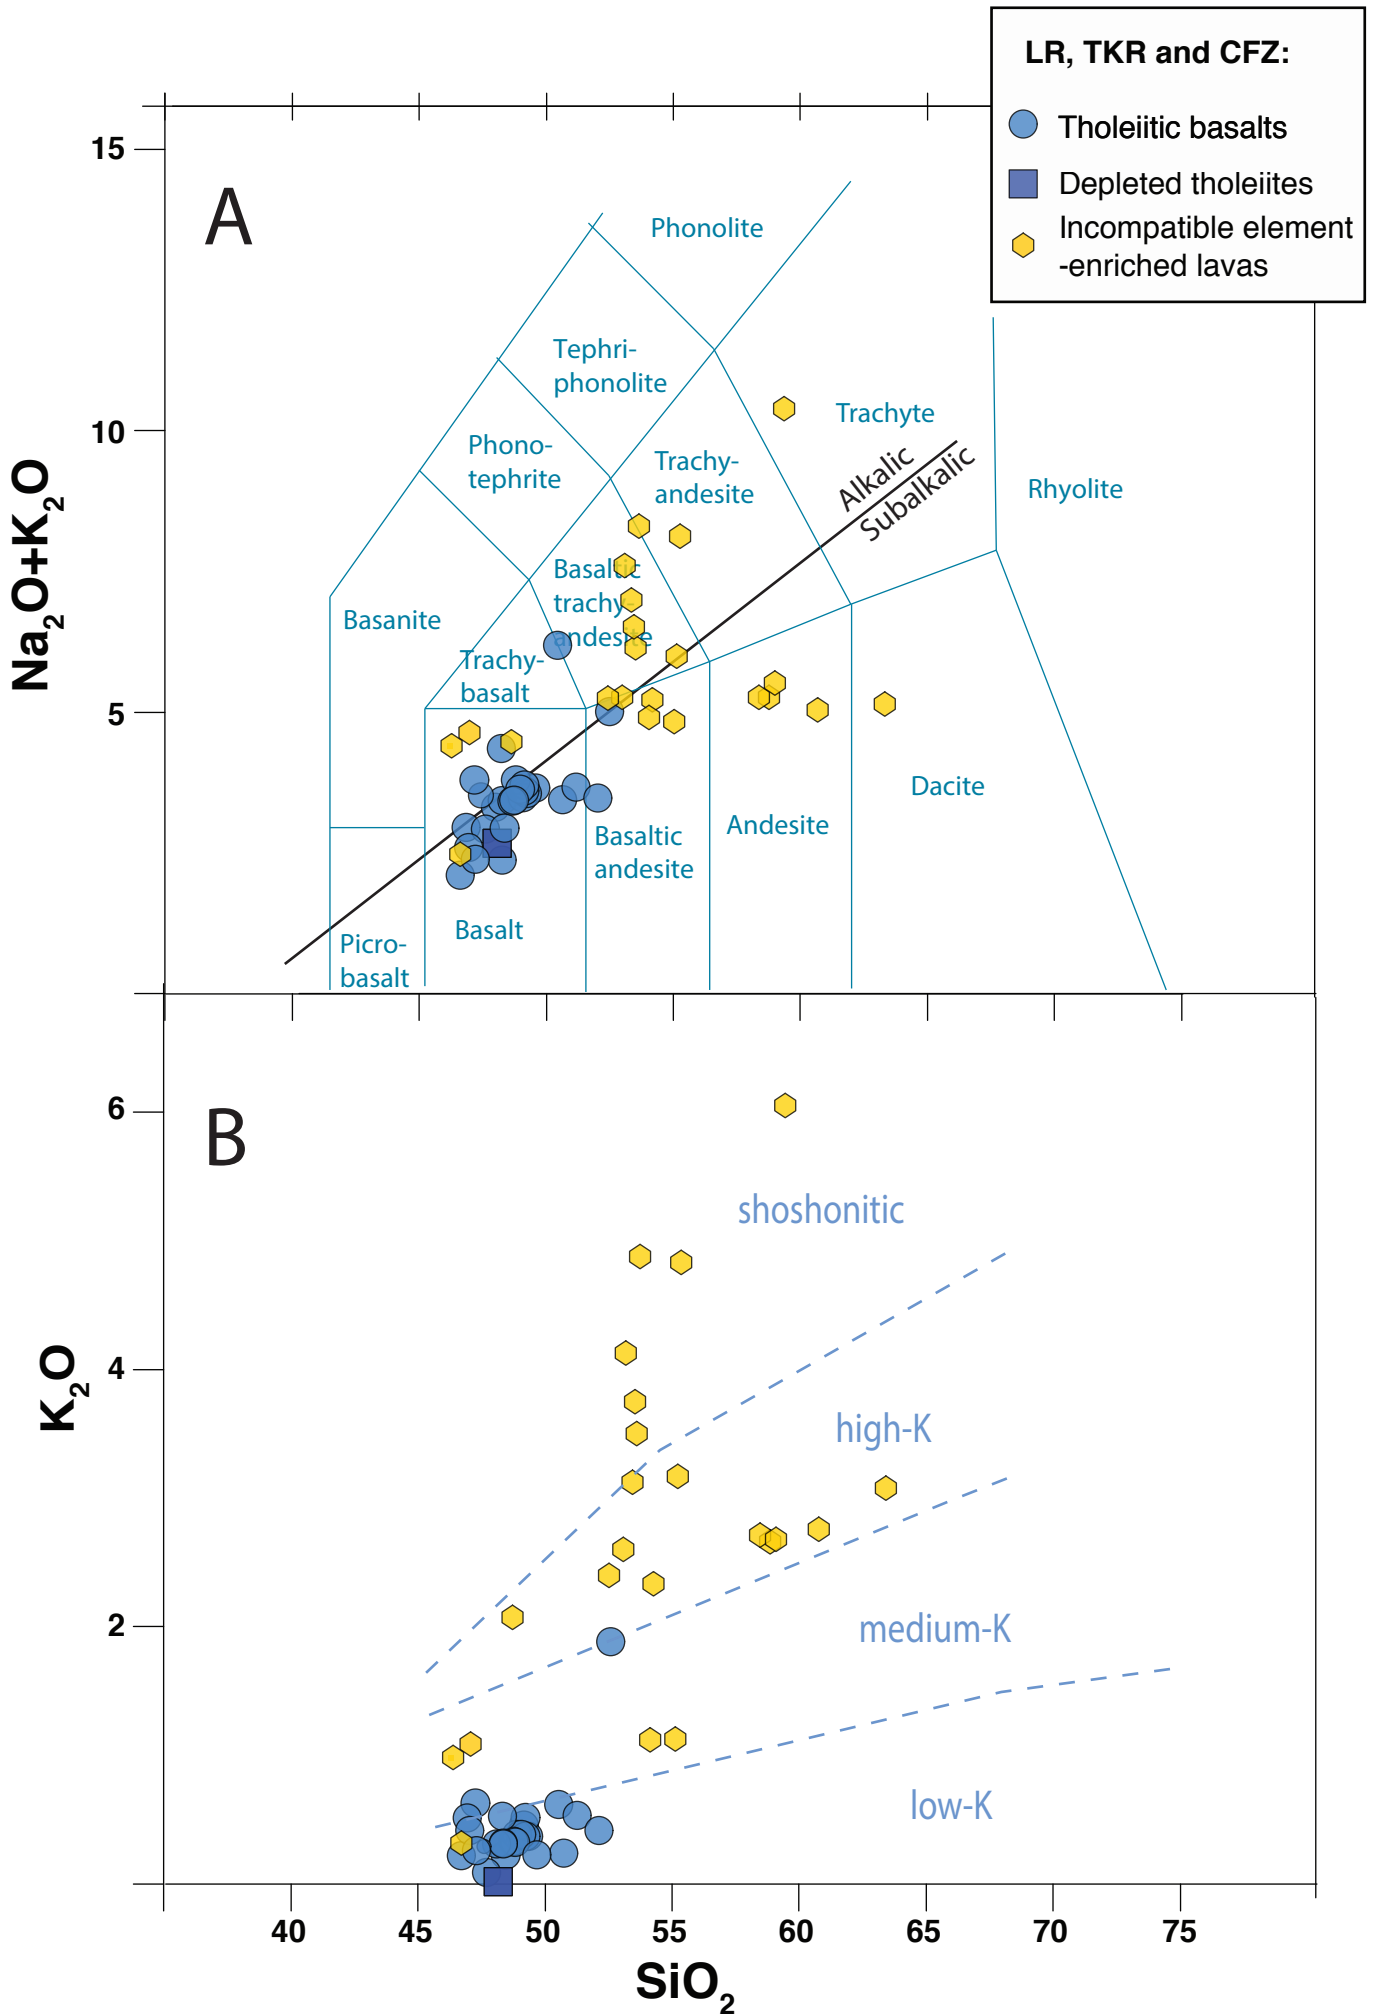 LR, TKR and CFZ:
Tholeiitic basalts
Depleted tholeiites
Incompatible element
-enriched lavas
A
15
10
5
Na2O+K2O
Phonolite
Tephri-
phonolite
Phono-
tephrite
Trachy-
andesite
Trachyte
Alkalic
Subalkalic
Rhyolite
Basanite
Basaltic
trachy
andesite
Trachy-
basalt
Basaltic
andesite
Andesite
Dacite
Basalt
Picro-
basalt
B
6
4
2
K2O
shoshonitic
high-K
medium-K
low-K
40 45 50 55 60 65 70 75
SiO2